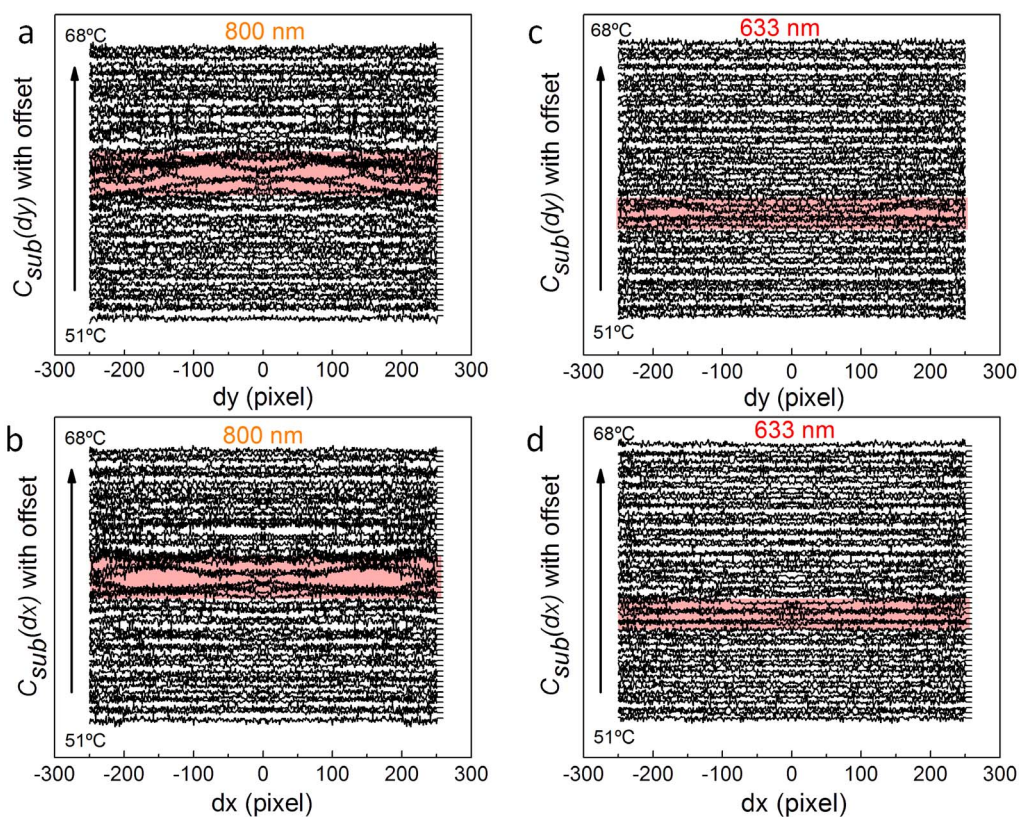 a
68ºC
800 nm
C_sub(dy) with offset
51ºC
-300 -200 -100 0 100 200 300
dy (pixel)
c
68ºC
633 nm
C_sub(dy) with offset
51ºC
-300 -200 -100 0 100 200 300
dy (pixel)
b
68ºC
800 nm
C_sub(dx) with offset
51ºC
-300 -200 -100 0 100 200 300
dx (pixel)
d
68ºC
633 nm
C_sub(dx) with offset
51ºC
-300 -200 -100 0 100 200 300
dx (pixel)